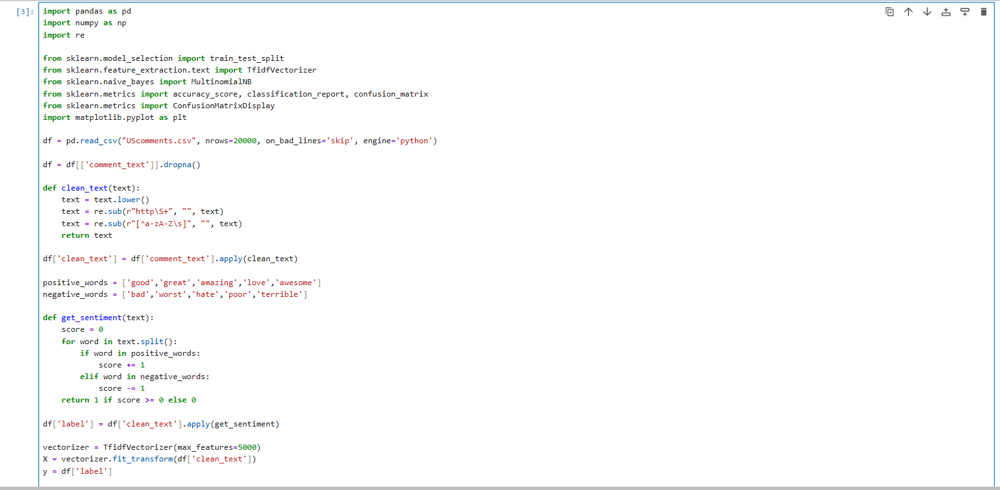 [3]:
import pandas as pd
import numpy as np
import re

from sklearn.model_selection import train_test_split
from sklearn.feature_extraction.text import TfidfVectorizer
from sklearn.naive_bayes import MultinomialNB
from sklearn.metrics import accuracy_score, classification_report, confusion_matrix
from sklearn.metrics import ConfusionMatrixDisplay
import matplotlib.pyplot as plt

df = pd.read_csv("UScomments.csv", nrows=20000, on_bad_lines='skip', engine='python')

df = df[['comment_text']].dropna()

def clean_text(text):
    text = text.lower()
    text = re.sub(r"http\S+", "", text)
    text = re.sub(r"[^a-zA-Z\s]", "", text)
    return text

df['clean_text'] = df['comment_text'].apply(clean_text)

positive_words = ['good','great','amazing','love','awesome']
negative_words = ['bad','worst','hate','poor','terrible']

def get_sentiment(text):
    score = 0
    for word in text.split():
        if word in positive_words:
            score += 1
        elif word in negative_words:
            score -= 1
    return 1 if score >= 0 else 0

df['label'] = df['clean_text'].apply(get_sentiment)

vectorizer = TfidfVectorizer(max_features=5000)
X = vectorizer.fit_transform(df['clean_text'])
y = df['label']